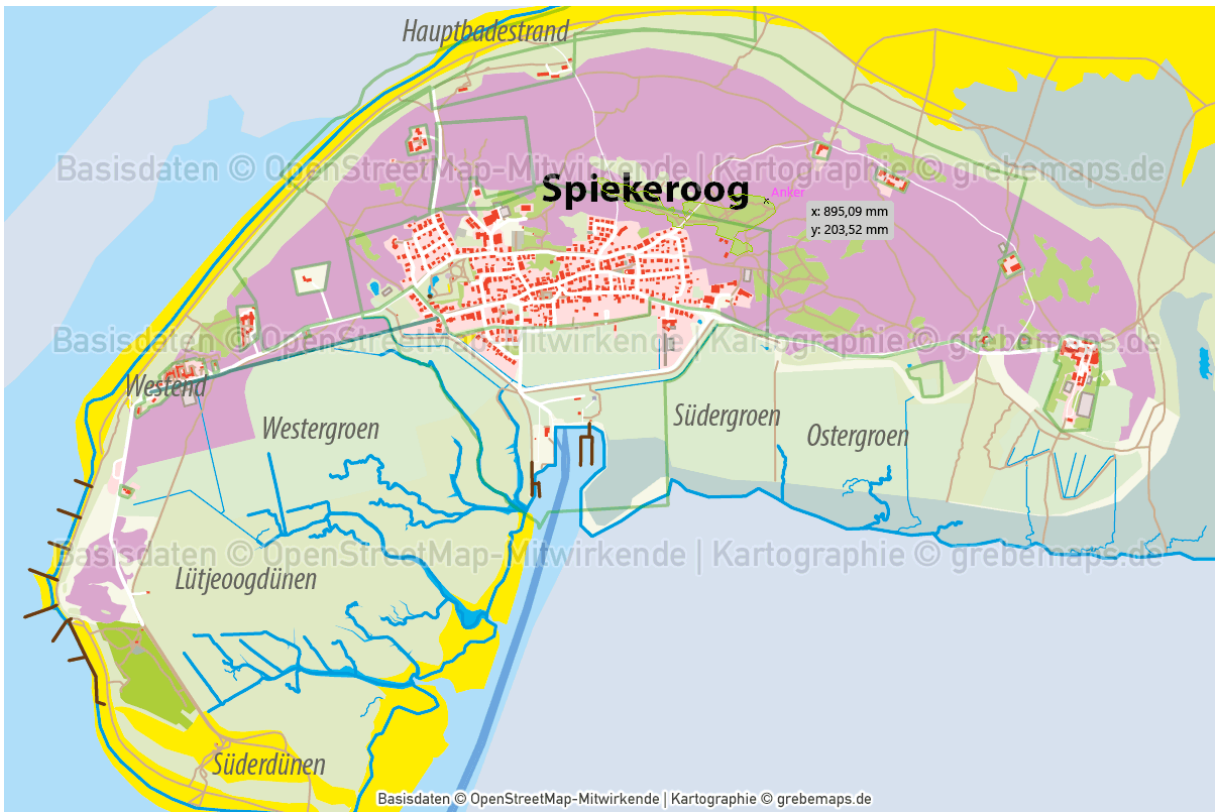 Hauptbadestrand
Basisdaten © OpenStreetMap-Mitwirkende | Kartographie © grebemaps.de
Spiekeroog
Anker
x: 895,09 mm
y: 203,52 mm
Basisdaten © OpenStreetMap-Mitwirkende | Kartographie © grebemaps.de
Westend
Westergroen
Südergroen
Ostergroen
Basisdaten © OpenStreetMap-Mitwirkende | Kartographie © grebemaps.de
Lütjeoogdünen
Süderdünen
Basisdaten © OpenStreetMap-Mitwirkende | Kartographie © grebemaps.de